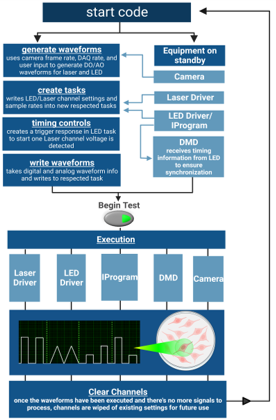 start code
generate waveforms
uses camera frame rate, DAQ rate, and
user input to generate DO/AO
waveforms for laser and LED
create tasks
writes LED/Laser channel settings and
sample rates into new respected tasks
timing controls
creates a trigger response in LED task
to start one Laser channel voltage is
detected
write waveforms
take digital and analog waveform info
and writes to respected task
Equipment on
standby
Camera
Laser Driver
LED Driver/
IProgram
DMD
receives timing
information from LED
to ensure
synchronization
Begin Test
Execution
Laser
Driver
LED
Driver
IProgram
DMD
Camera
Clear Channels
once the waveforms have been executed and there's no more signals to
process, channels are wiped of existing settings for future use